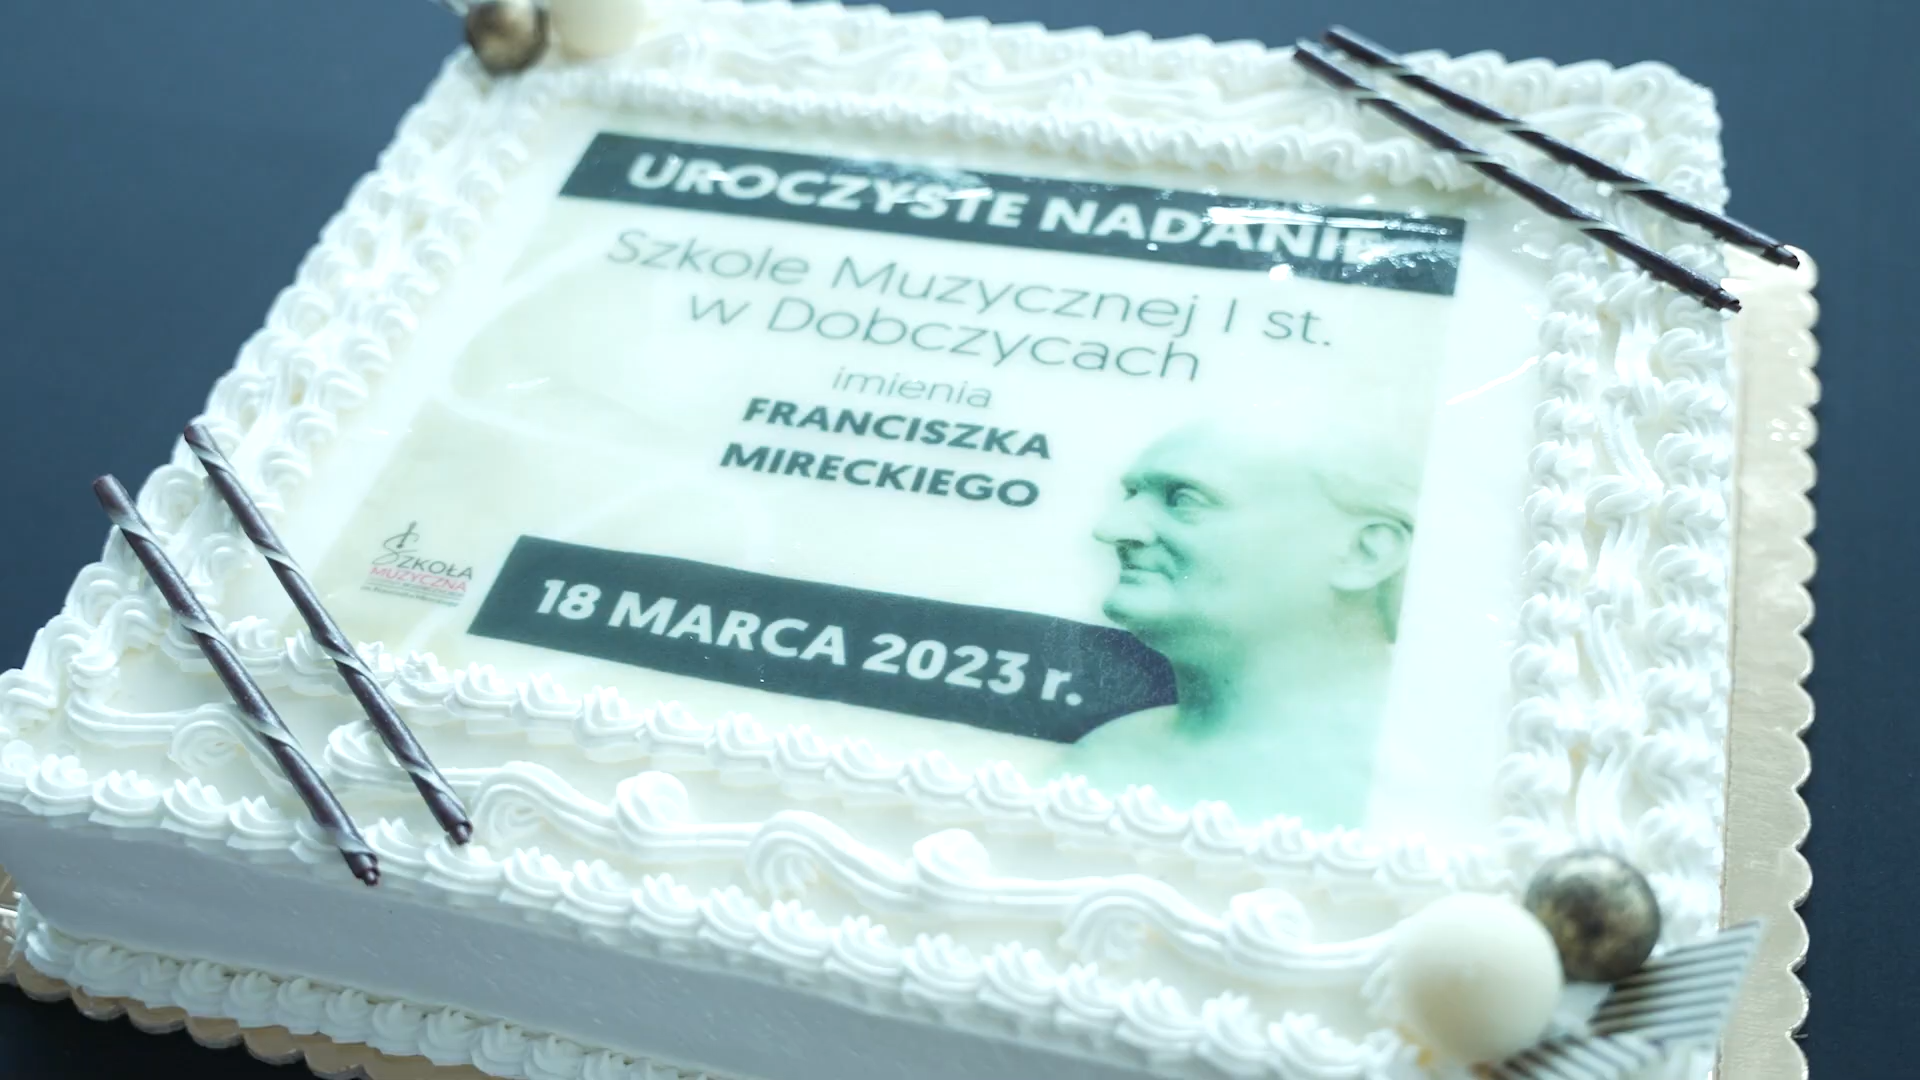 UROCZYSTE NADANIE
Szkole Muzycznej I st.
w Dobczycach
imienia
FRANCISZKA
MIRECKIEGO
SZKOŁA
MUZYCZNA
18 MARCA 2023 r.